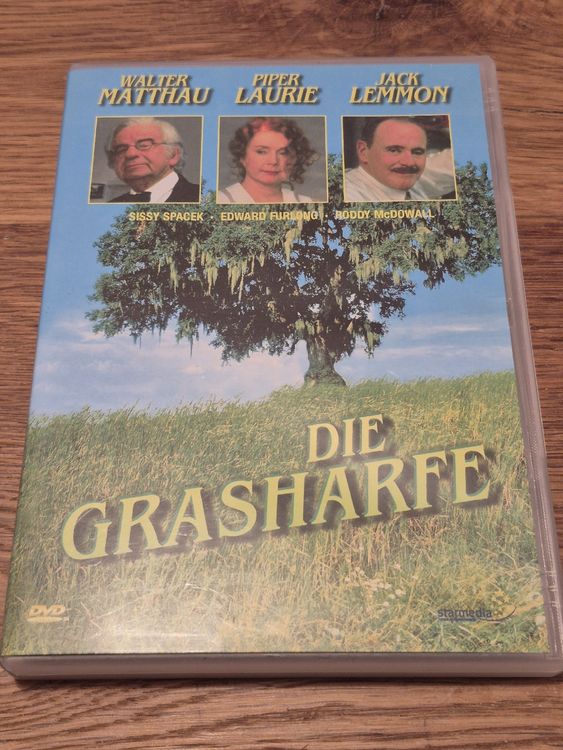 WALTER MATTHAU
PIPER LAURIE
JACK LEMMON
SISSY SPACEK · EDWARD FURLONG · RODDY McDOWALL
DIE
GRASHARFE
DVD
starmedia